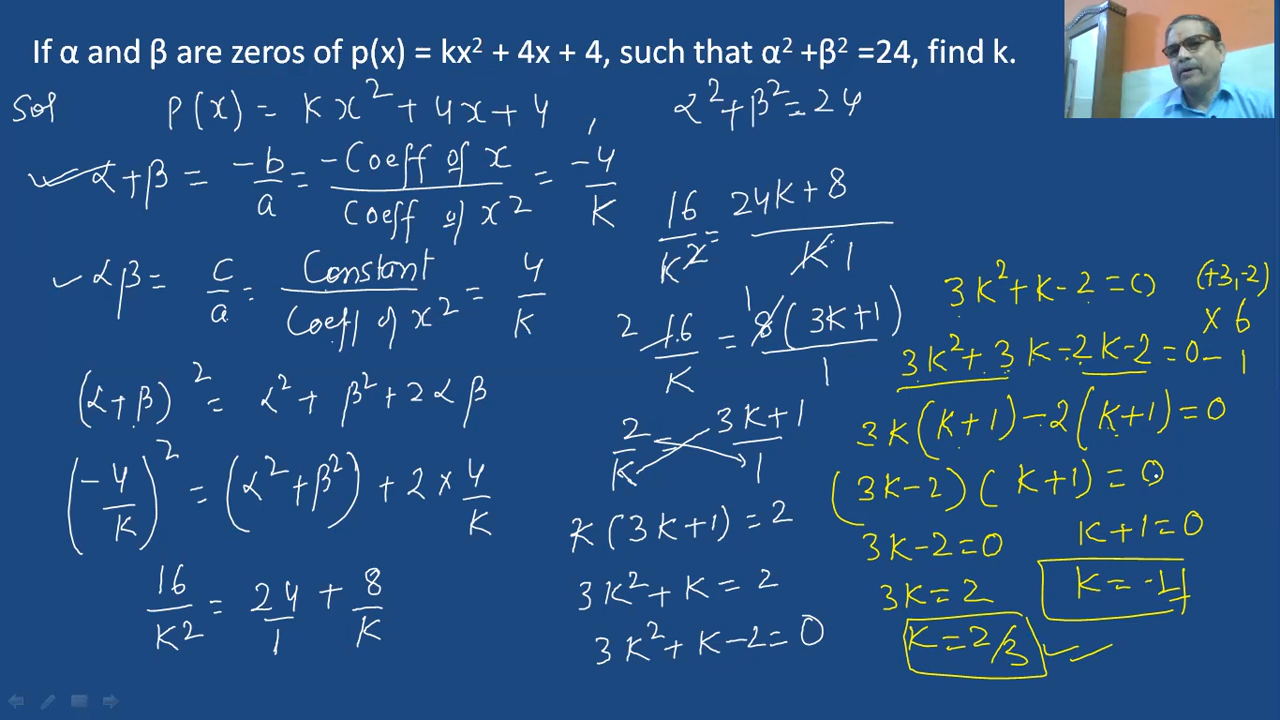 If α and β are zeros of p(x) = kx² + 4x + 4, such that α² +β² =24, find k.
Sol P(x) = Kx² + 4x + 4 , α²+β²=24
α+β = -b/a = -Coeff of x/Coeff of x² = -4/K
αβ = c/a = Constant/Coeff of x² = 4/K
(α+β)² = α² + β² + 2αβ
(-4/K)² = (α²+β²) + 2 × 4/K
16/K² = 24/1 + 8/K
16/K² = 24K + 8/K 1
2 16/K = 1 8(3K+1)/1
2/K 3K+1/1
K(3K+1) = 2
3K² + K = 2
3K² + K - 2 = 0
3K² + K - 2 = 0 (+3,-2)
× 6
3K² + 3K - 2K - 2 = 0 - 1
3K(K+1) - 2(K+1) = 0
(3K-2)(K+1) = 0
3K-2=0 K+1=0
3K=2 K=-1
K=2/3